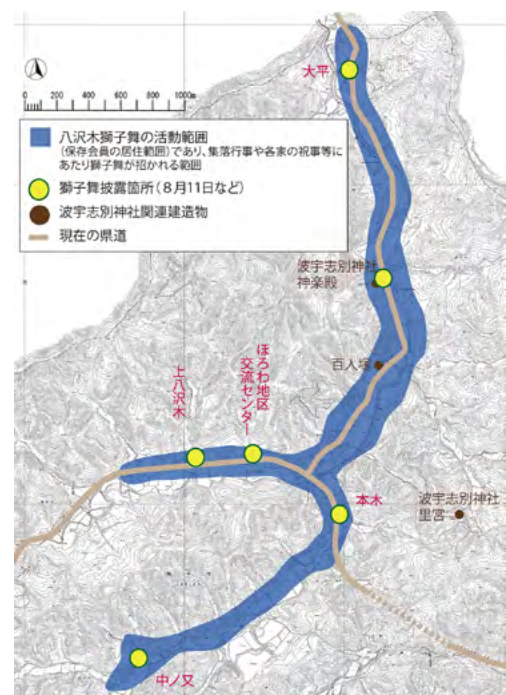 大平
0 200 400 600 800 1000m
八沢木獅子舞の活動範囲
(保存会員の居住範囲)であり、集落行事や各家の祝事等に
あたり獅子舞が招かれる範囲
獅子舞披露箇所(8月11日など)
波宇志別神社関連建造物
現在の県道
波宇志別神社
神楽殿
百人塚
ほろわ地区
交流センター
上八沢木
本木
波宇志別神社
里宮
中ノ又